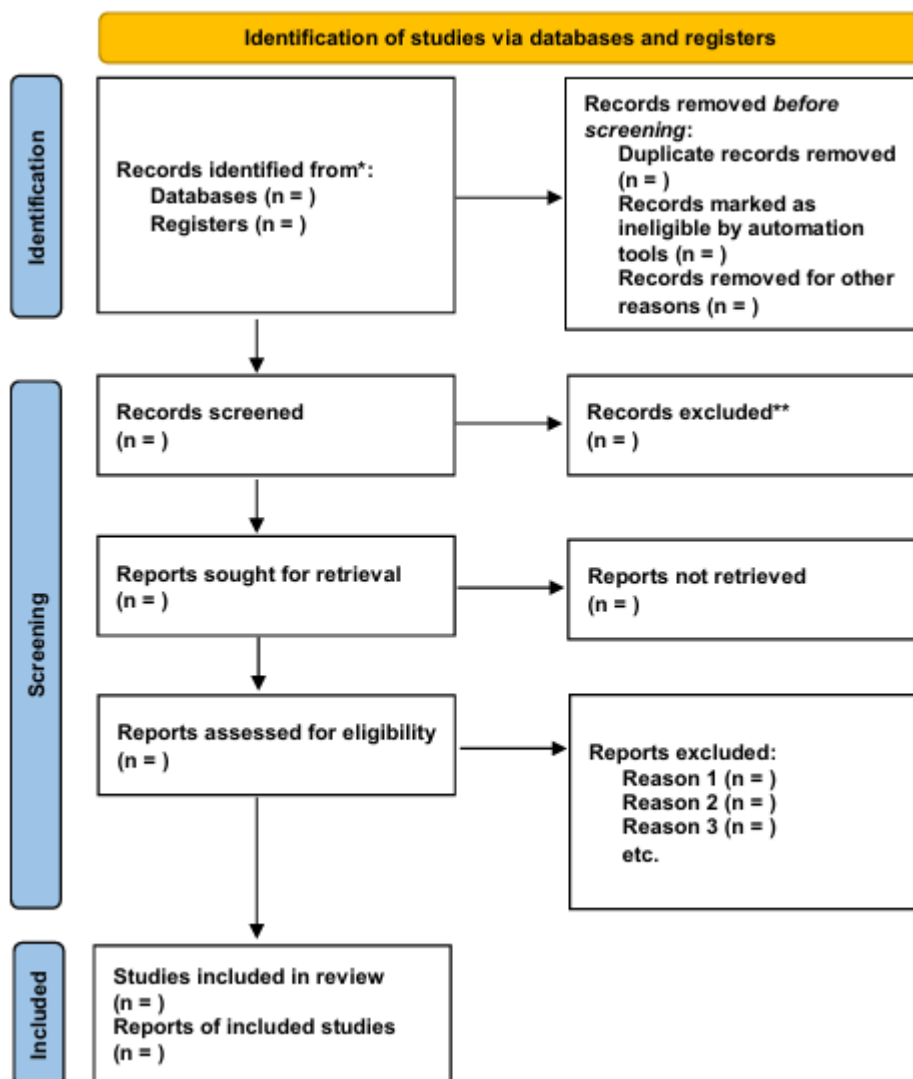 Identification of studies via databases and registers
Identification
Records identified from*:
Databases (n = )
Registers (n = )
Records removed before
screening:
Duplicate records removed
(n = )
Records marked as
ineligible by automation
tools (n = )
Records removed for other
reasons (n = )
Screening
Records screened
(n = )
Records excluded**
(n = )
Reports sought for retrieval
(n = )
Reports not retrieved
(n = )
Reports assessed for eligibility
(n = )
Reports excluded:
Reason 1 (n = )
Reason 2 (n = )
Reason 3 (n = )
etc.
Included
Studies included in review
(n = )
Reports of included studies
(n = )